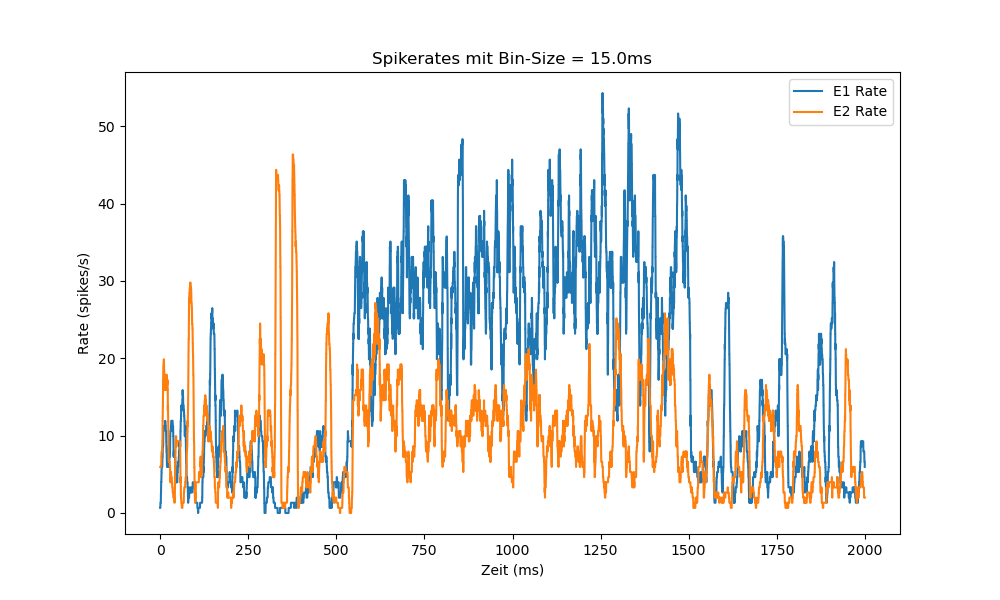 Spikerates mit Bin-Size = 15.0ms
E1 Rate
E2 Rate
50
40
30
20
10
0
Rate (spikes/s)
0 250 500 750 1000 1250 1500 1750 2000
Zeit (ms)